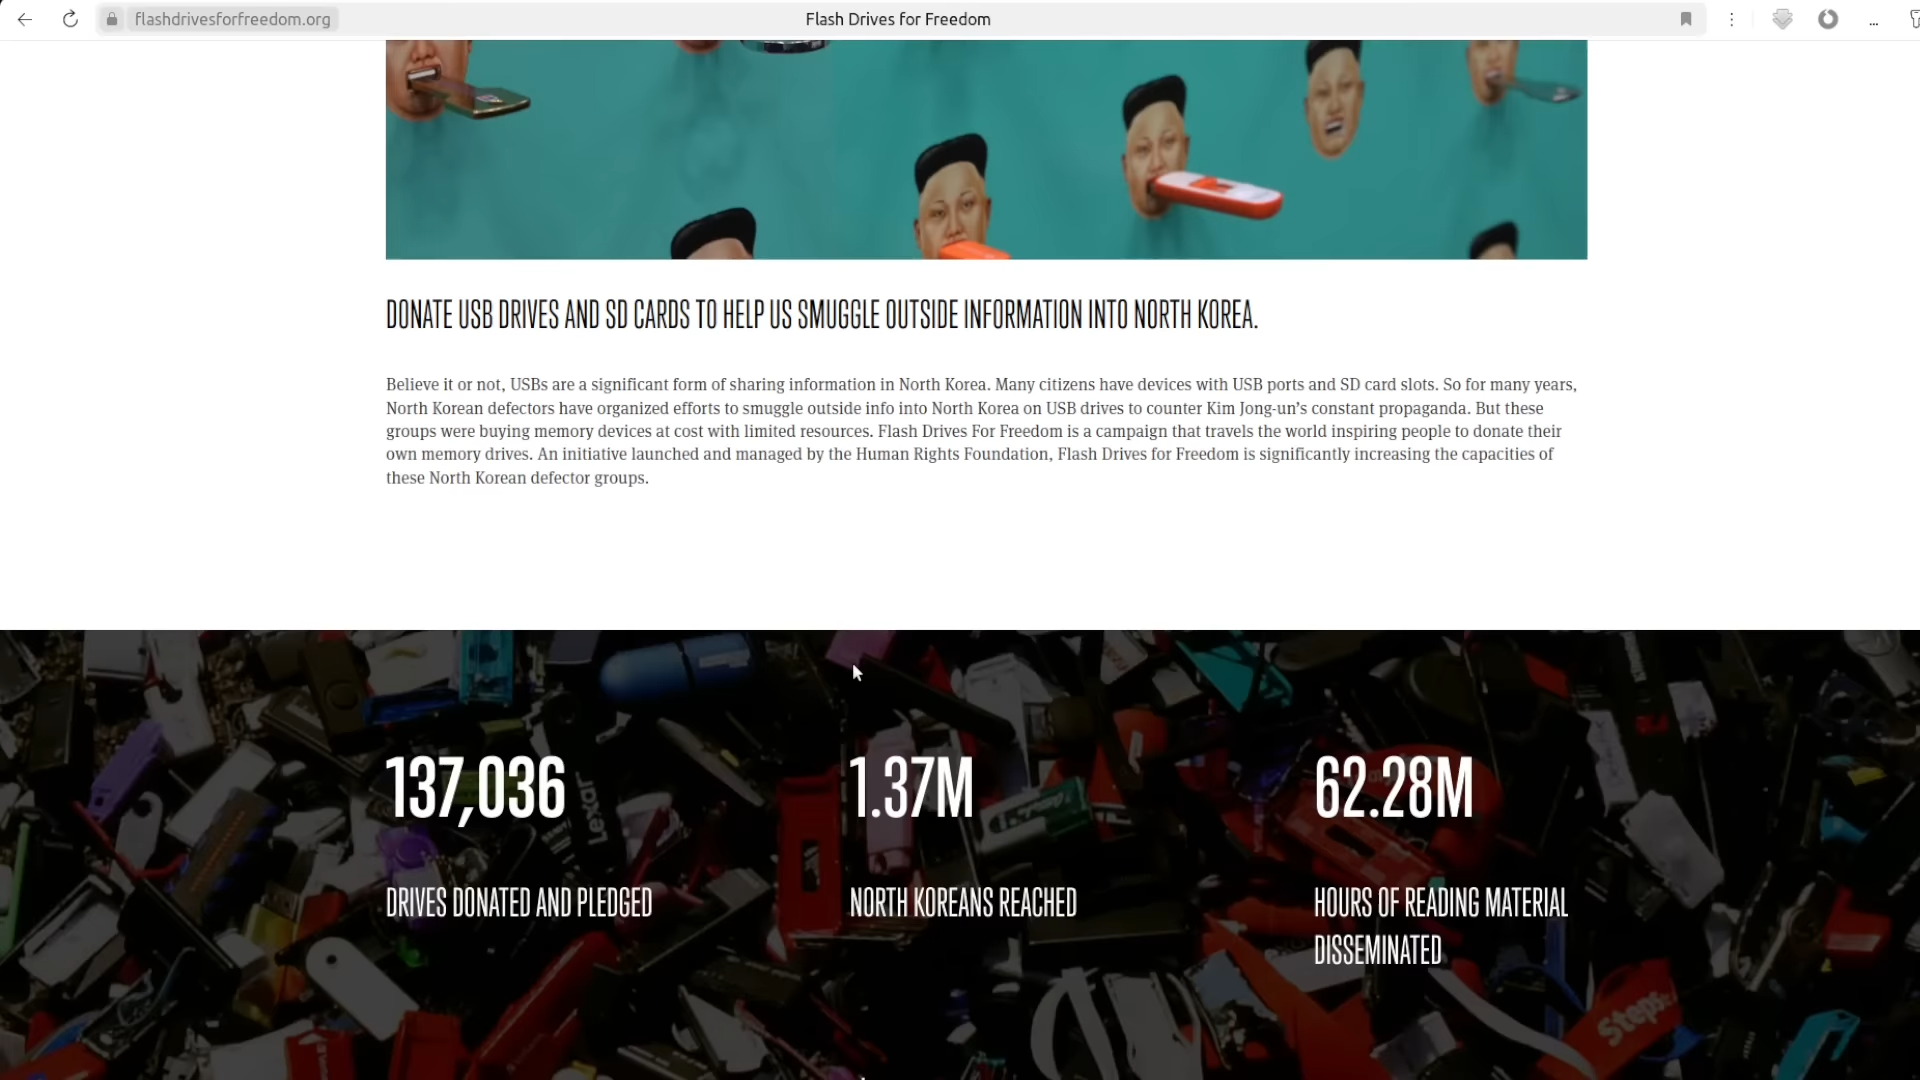 flashdrivesforfreedom.org
Flash Drives for Freedom
DONATE USB DRIVES AND SD CARDS TO HELP US SMUGGLE OUTSIDE INFORMATION INTO NORTH KOREA.
Believe it or not, USBs are a significant form of sharing information in North Korea. Many citizens have devices with USB ports and SD card slots. So for many years,
North Korean defectors have organized efforts to smuggle outside info into North Korea on USB drives to counter Kim Jong-un’s constant propaganda. But these
groups were buying memory devices at cost with limited resources. Flash Drives For Freedom is a campaign that travels the world inspiring people to donate their
own memory drives. An initiative launched and managed by the Human Rights Foundation, Flash Drives for Freedom is significantly increasing the capacities of
these North Korean defector groups.
137,036
1.37M
62.28M
DRIVES DONATED AND PLEDGED
NORTH KOREANS REACHED
HOURS OF READING MATERIAL
DISSEMINATED
Lexar
Steps